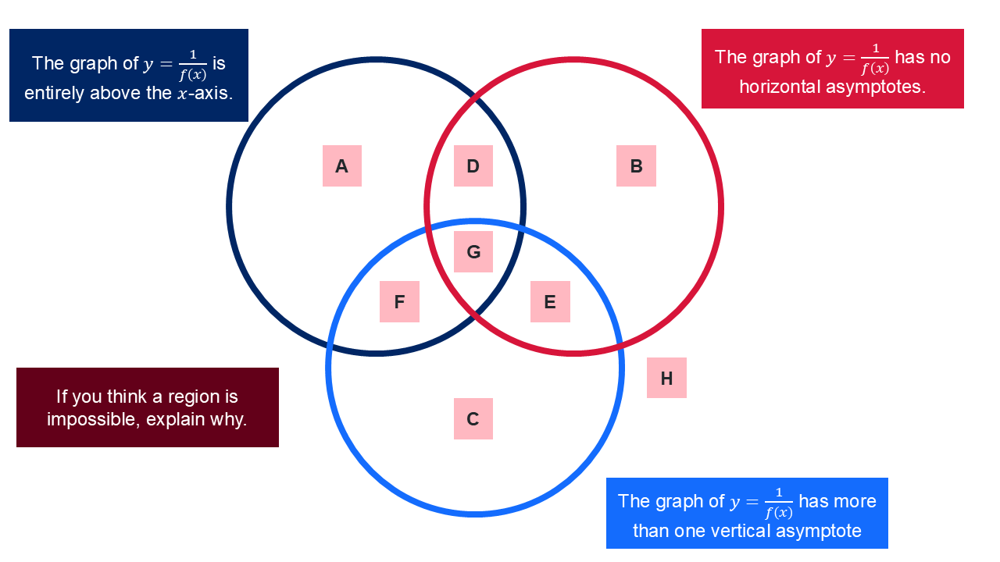 The graph of y = 1/f(x) is
entirely above the x-axis.
The graph of y = 1/f(x) has no
horizontal asymptotes.
A
D
B
G
F
E
H
C
If you think a region is
impossible, explain why.
The graph of y = 1/f(x) has more
than one vertical asymptote